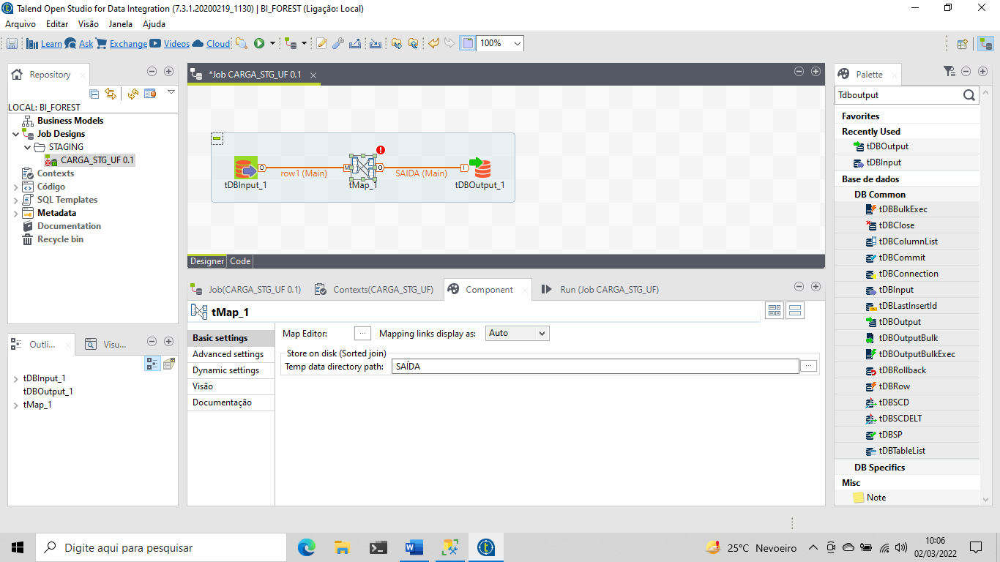 Talend Open Studio for Data Integration (7.3.1.20200219_1130) | BI_FOREST (Ligação: Local)
Arquivo Editar Visão Janela Ajuda
Learn Ask Exchange Videos Cloud 100%
Repository
LOCAL: BI_FOREST
Business Models
Job Designs
STAGING
CARGA_STG_UF 0.1
Contexts
Código
SQL Templates
Metadata
Documentation
Recycle bin
Outli... Visu...
tDBInput_1
tDBOutput_1
tMap_1
*Job CARGA_STG_UF 0.1
row1 (Main) SAIDA (Main)
tDBInput_1 tMap_1 tDBOutput_1
Designer Code
Job(CARGA_STG_UF 0.1) Contexts(CARGA_STG_UF) Component Run (Job CARGA_STG_UF)
tMap_1
Basic settings
Advanced settings
Dynamic settings
Visão
Documentação
Map Editor: ... Mapping links display as: Auto
Store on disk (Sorted join)
Temp data directory path: SAÍDA ...
Palette
Tdboutput
Favorites
Recently Used
tDBOutput
tDBInput
Base de dados
DB Common
tDBBulkExec
tDBClose
tDBColumnList
tDBCommit
tDBConnection
tDBInput
tDBLastInsertId
tDBOutput
tDBOutputBulk
tDBOutputBulkExec
tDBRollback
tDBRow
tDBSCD
tDBSCDELT
tDBSP
tDBTableList
DB Specifics
Misc
Note
Digite aqui para pesquisar
25°C Nevoeiro
10:06
02/03/2022